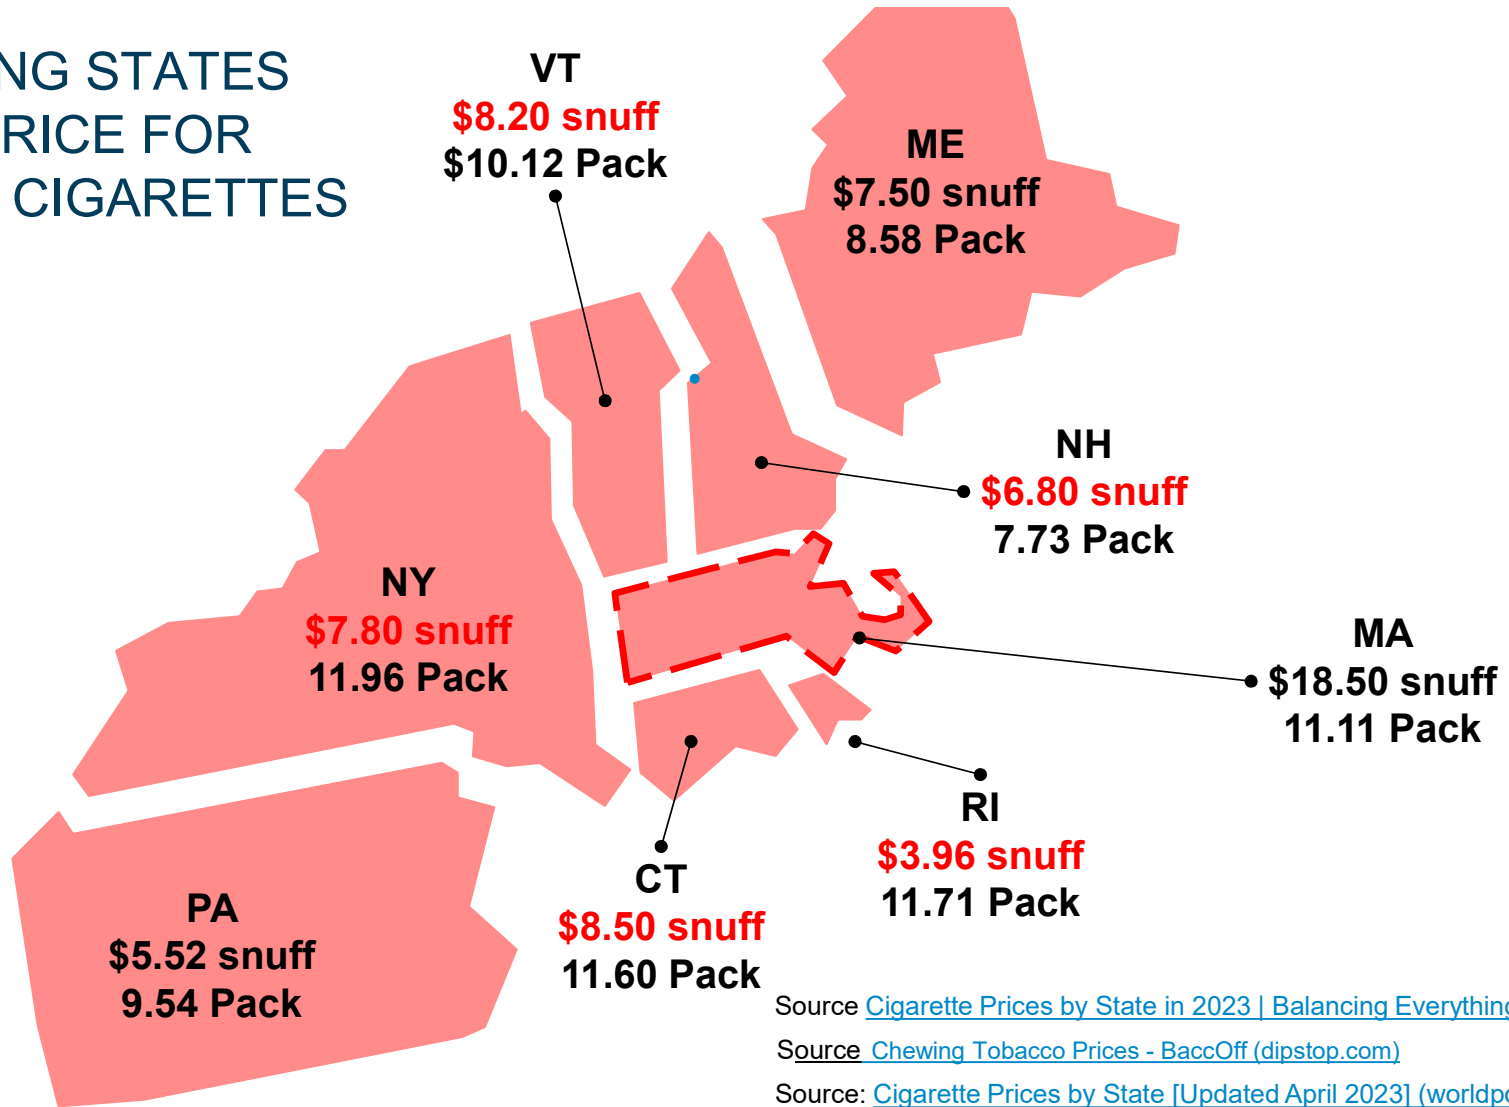 NG STATES
RICE FOR
CIGARETTES
VT
$8.20 snuff
$10.12 Pack
ME
$7.50 snuff
8.58 Pack
NH
$6.80 snuff
7.73 Pack
NY
$7.80 snuff
11.96 Pack
MA
$18.50 snuff
11.11 Pack
RI
$3.96 snuff
11.71 Pack
CT
$8.50 snuff
11.60 Pack
PA
$5.52 snuff
9.54 Pack
Source Cigarette Prices by State in 2023 | Balancing Everything
Source Chewing Tobacco Prices - BaccOff (dipstop.com)
Source: Cigarette Prices by State [Updated April 2023] (worldpo